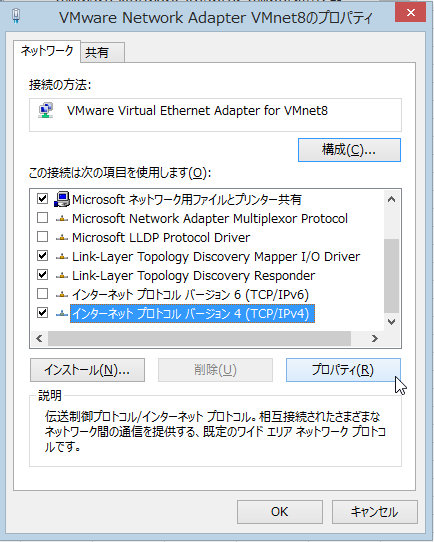 VMware Network Adapter VMnet8のプロパティ
ネットワーク 共有
接続の方法:
VMware Virtual Ethernet Adapter for VMnet8
構成(C)...
この接続は次の項目を使用します(O):
Microsoft ネットワーク用ファイルとプリンター共有
Microsoft Network Adapter Multiplexor Protocol
Microsoft LLDP Protocol Driver
Link-Layer Topology Discovery Mapper I/O Driver
Link-Layer Topology Discovery Responder
インターネット プロトコル バージョン 6 (TCP/IPv6)
インターネット プロトコル バージョン 4 (TCP/IPv4)
インストール(N)... 削除(U) プロパティ(R)
説明
伝送制御プロトコル/インターネット プロトコル。相互接続されたさまざまな
ネットワーク間の通信を提供する、既定のワイド エリア ネットワーク プロトコ
ルです。
OK キャンセル